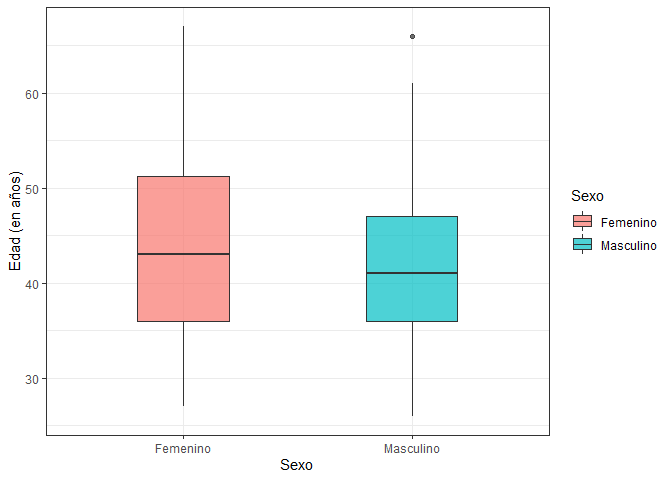 Edad (en años)
60
50
40
30
Femenino
Masculino
Sexo
Sexo
Femenino
Masculino